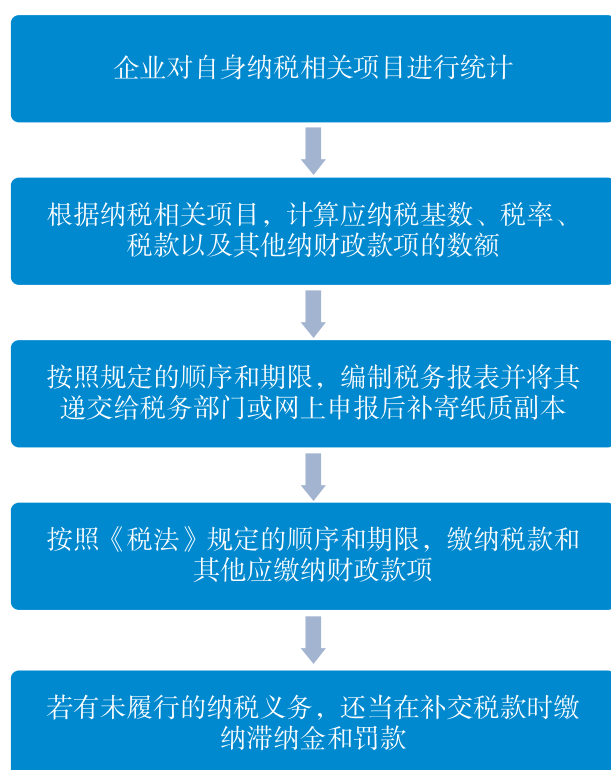 企业对自身纳税相关项目进行统计
根据纳税相关项目，计算应纳税基数、税率、
税款以及其他纳财政款项的数额
按照规定的顺序和期限，编制税务报表并将其
递交给税务部门或网上申报后补寄纸质副本
按照《税法》规定的顺序和期限，缴纳税款和
其他应缴纳财政款项
若有未履行的纳税义务，还当在补交税款时缴
纳滞纳金和罚款